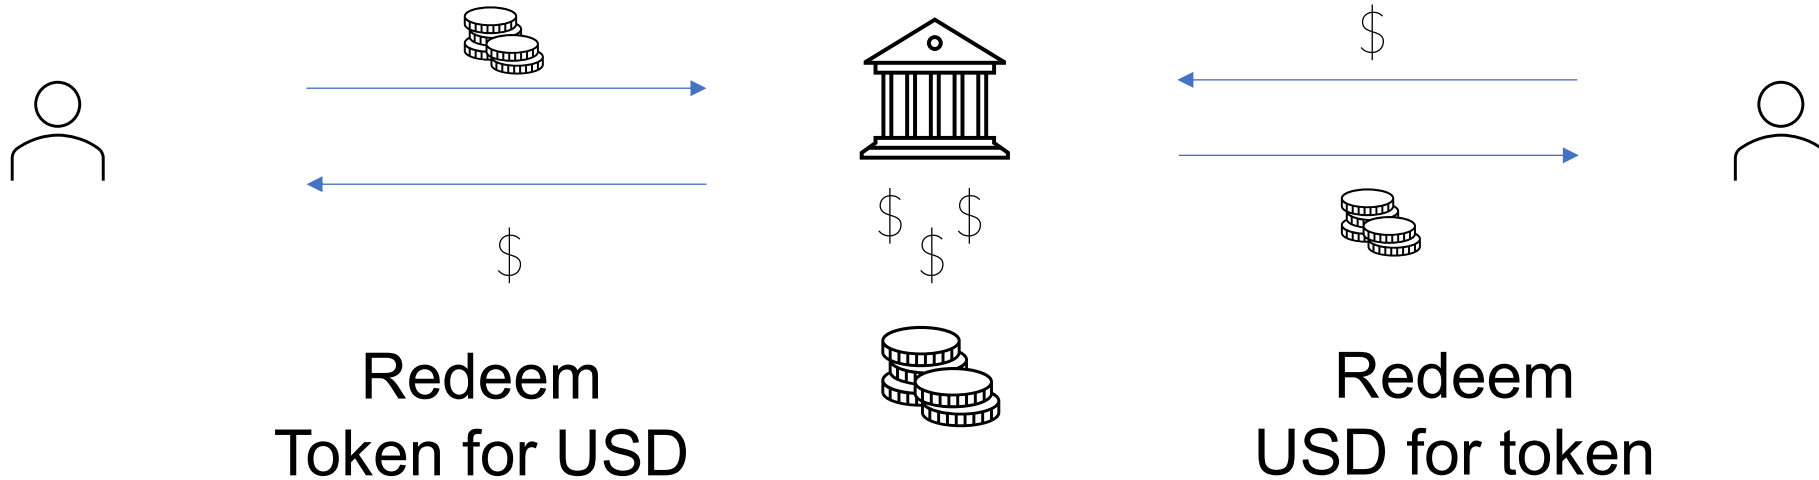 $
$
$ $
$
Redeem
Token for USD
Redeem
USD for token